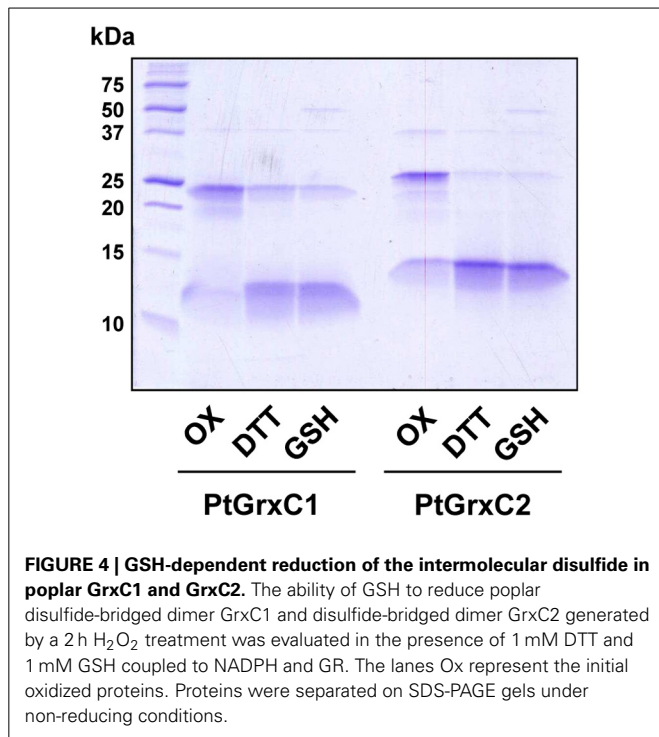 kDa
75
50
37
25
20
15
10
OX DTT GSH OX DTT GSH
PtGrxC1 PtGrxC2
FIGURE 4 | GSH-dependent reduction of the intermolecular disulfide in
poplar GrxC1 and GrxC2. The ability of GSH to reduce poplar
disulfide-bridged dimer GrxC1 and disulfide-bridged dimer GrxC2 generated
by a 2 h H₂O₂ treatment was evaluated in the presence of 1 mM DTT and
1 mM GSH coupled to NADPH and GR. The lanes Ox represent the initial
oxidized proteins. Proteins were separated on SDS-PAGE gels under
non-reducing conditions.